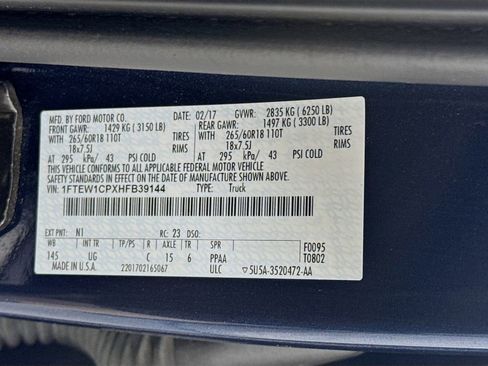 MFD. BY FORD MOTOR CO. 02/17 GVWR: 2835 KG ( 6250 LB)
FRONT GAWR: 1429 KG ( 3150 LB) REAR GAWR: 1497 KG ( 3300 LB)
WITH 265/60R18 110T TIRES WITH 265/60R18 110T TIRES
18x7.5J RIMS 18x7.5J RIMS
AT 295 kPa/ 43 PSI COLD AT 295 kPa/ 43 PSI COLD
THIS VEHICLE CONFORMS TO ALL APPLICABLE FEDERAL MOTOR VEHICLE
SAFETY STANDARDS IN EFFECT ON THE DATE OF MANUFACTURE SHOWN ABOVE.
VIN: 1FTEW1CPXHFB39144 TYPE: Truck
EXT PNT: N1 RC: 23 DSO:
WB INT TR TP/PS R AXLE TR SPR F0095
145 UG C 15 6 PPAA T0802
MADE IN U.S.A. 2201702165067 ULC 5U5A-3520472-AA